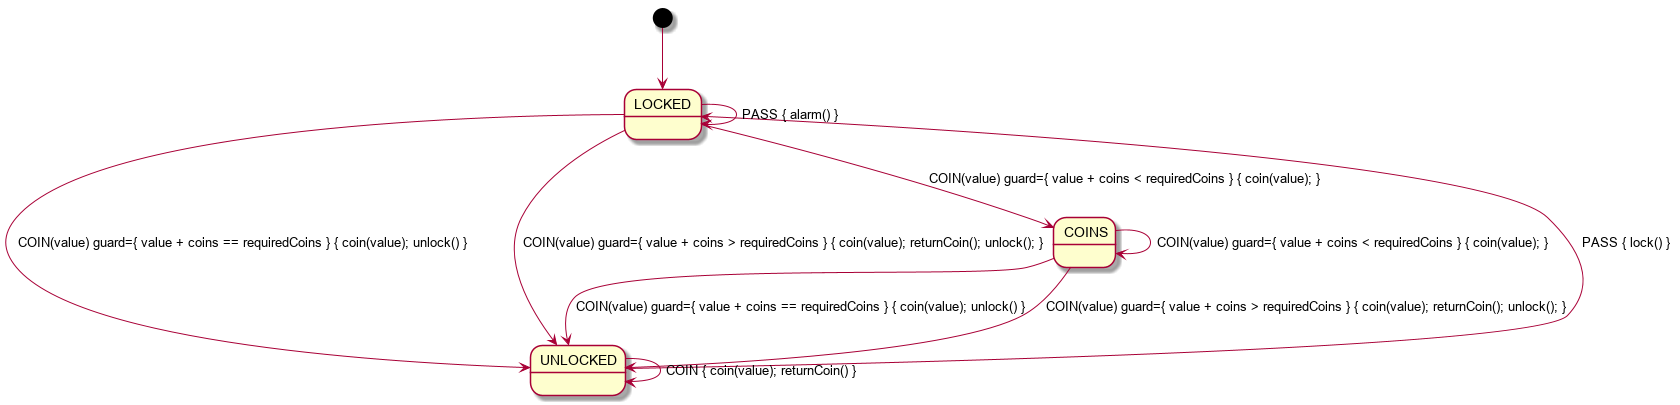 LOCKED
PASS { alarm() }
COIN(value) guard={ value + coins < requiredCoins } { coin(value); }
COIN(value) guard={ value + coins == requiredCoins } { coin(value); unlock() }
COIN(value) guard={ value + coins > requiredCoins } { coin(value); returnCoin(); unlock(); }
COINS
COIN(value) guard={ value + coins < requiredCoins } { coin(value); }
PASS { lock() }
COIN(value) guard={ value + coins == requiredCoins } { coin(value); unlock() }
COIN(value) guard={ value + coins > requiredCoins } { coin(value); returnCoin(); unlock(); }
UNLOCKED
COIN { coin(value); returnCoin() }